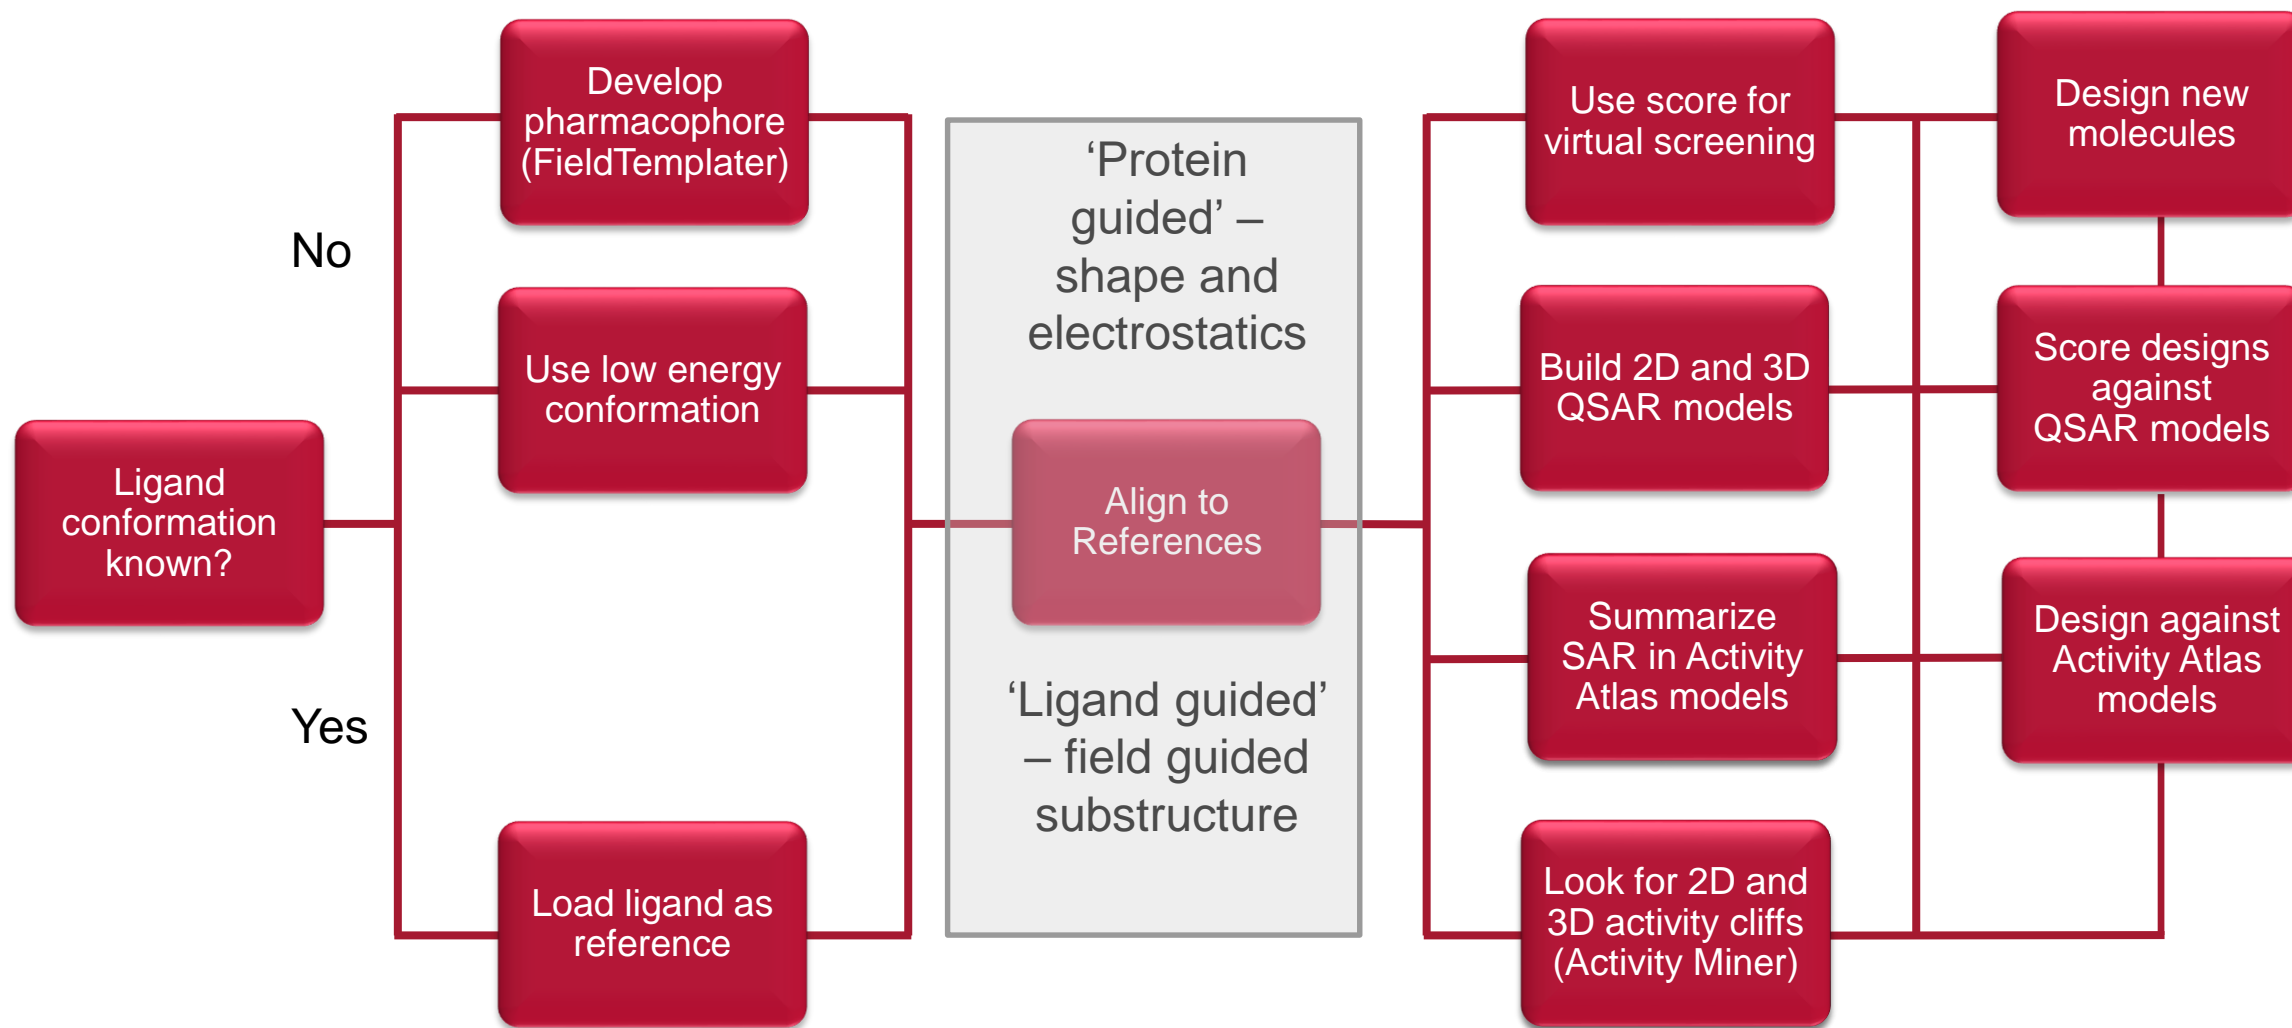 Ligand
conformation
known?
No
Yes
Develop
pharmacophore
(FieldTemplater)
Use low energy
conformation
Load ligand as
reference
‘Protein
guided’ –
shape and
electrostatics
Align to
References
‘Ligand guided’
– field guided
substructure
Use score for
virtual screening
Build 2D and 3D
QSAR models
Summarize
SAR in Activity
Atlas models
Look for 2D and
3D activity cliffs
(Activity Miner)
Design new
molecules
Score designs
against
QSAR models
Design against
Activity Atlas
models